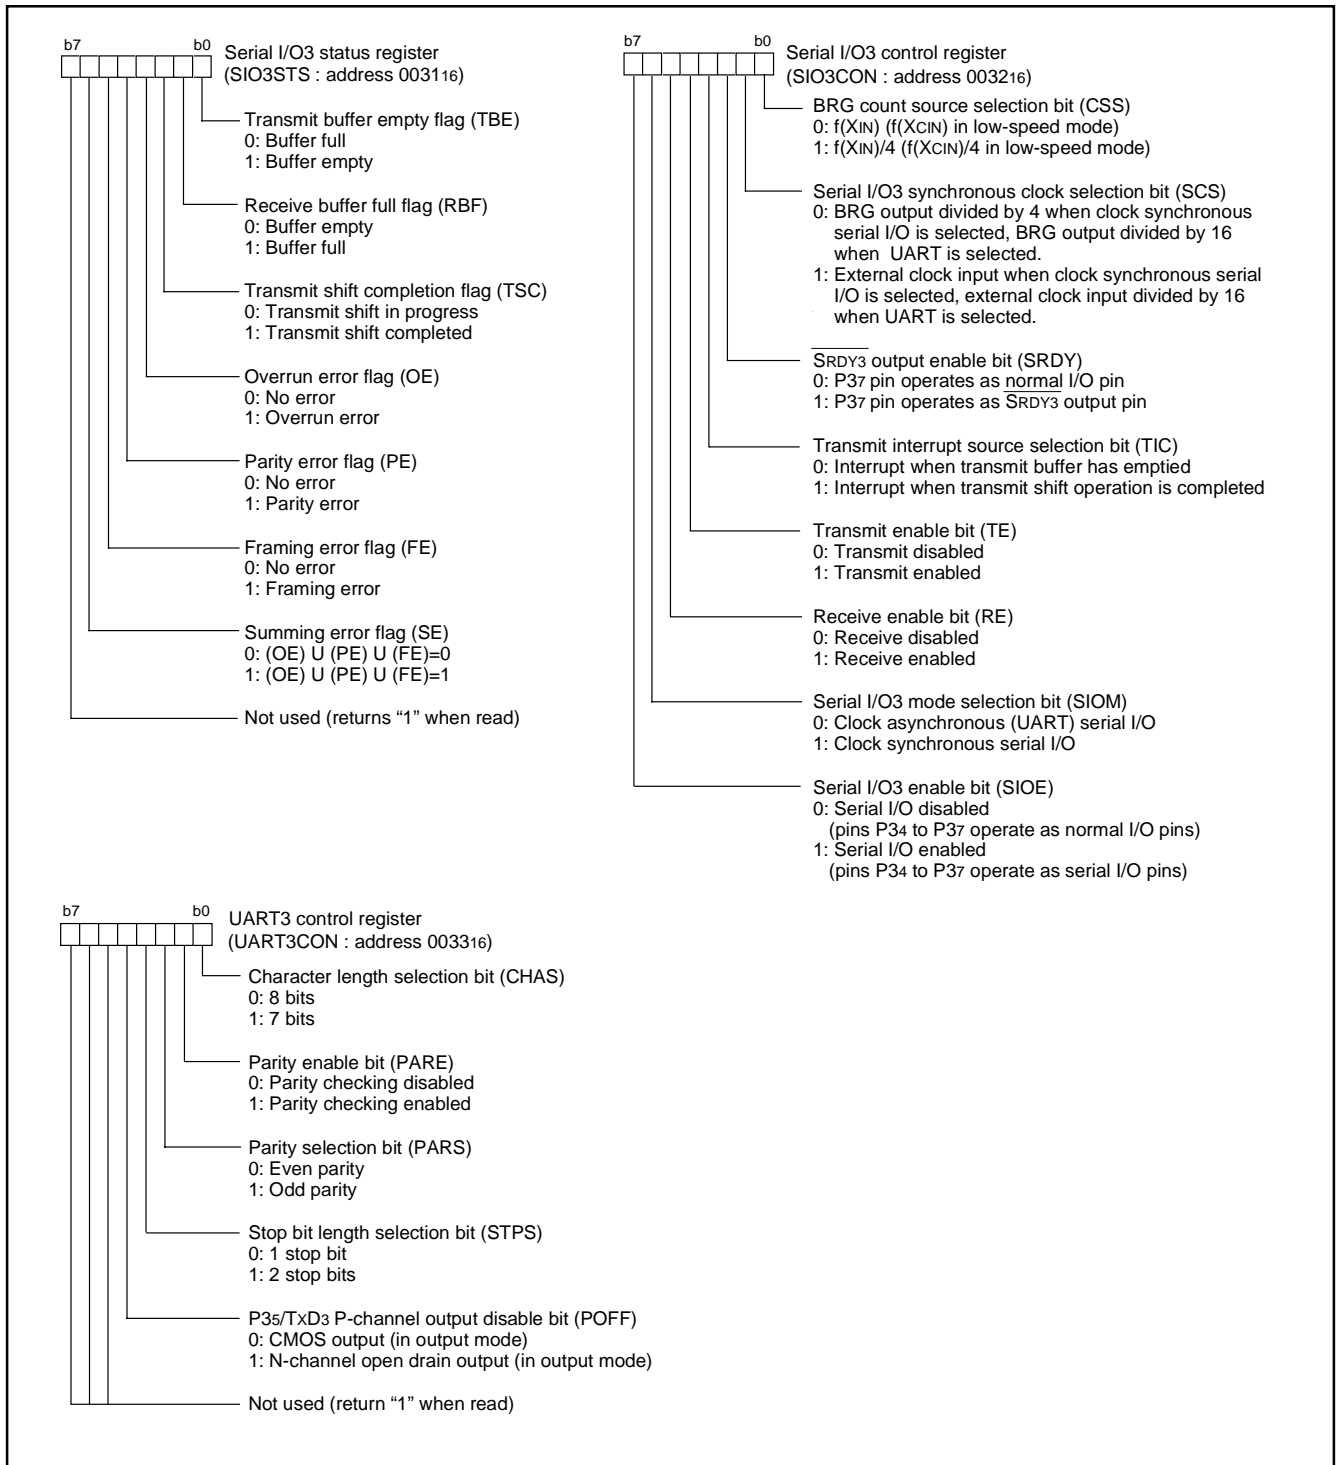 b7 b0 Serial I/O3 status register
(SIO3STS : address 003116)
Transmit buffer empty flag (TBE)
0: Buffer full
1: Buffer empty
Receive buffer full flag (RBF)
0: Buffer empty
1: Buffer full
Transmit shift completion flag (TSC)
0: Transmit shift in progress
1: Transmit shift completed
Overrun error flag (OE)
0: No error
1: Overrun error
Parity error flag (PE)
0: No error
1: Parity error
Framing error flag (FE)
0: No error
1: Framing error
Summing error flag (SE)
0: (OE) U (PE) U (FE)=0
1: (OE) U (PE) U (FE)=1
Not used (returns “1” when read)
b7 b0 Serial I/O3 control register
(SIO3CON : address 003216)
BRG count source selection bit (CSS)
0: f(XIN) (f(XCIN) in low-speed mode)
1: f(XIN)/4 (f(XCIN)/4 in low-speed mode)
Serial I/O3 synchronous clock selection bit (SCS)
0: BRG output divided by 4 when clock synchronous
serial I/O is selected, BRG output divided by 16
when UART is selected.
1: External clock input when clock synchronous serial
I/O is selected, external clock input divided by 16
when UART is selected.
SRDY3 output enable bit (SRDY)
0: P37 pin operates as normal I/O pin
1: P37 pin operates as SRDY3 output pin
Transmit interrupt source selection bit (TIC)
0: Interrupt when transmit buffer has emptied
1: Interrupt when transmit shift operation is completed
Transmit enable bit (TE)
0: Transmit disabled
1: Transmit enabled
Receive enable bit (RE)
0: Receive disabled
1: Receive enabled
Serial I/O3 mode selection bit (SIOM)
0: Clock asynchronous (UART) serial I/O
1: Clock synchronous serial I/O
Serial I/O3 enable bit (SIOE)
0: Serial I/O disabled
(pins P34 to P37 operate as normal I/O pins)
1: Serial I/O enabled
(pins P34 to P37 operate as serial I/O pins)
b7 b0 UART3 control register
(UART3CON : address 003316)
Character length selection bit (CHAS)
0: 8 bits
1: 7 bits
Parity enable bit (PARE)
0: Parity checking disabled
1: Parity checking enabled
Parity selection bit (PARS)
0: Even parity
1: Odd parity
Stop bit length selection bit (STPS)
0: 1 stop bit
1: 2 stop bits
P35/TXD3 P-channel output disable bit (POFF)
0: CMOS output (in output mode)
1: N-channel open drain output (in output mode)
Not used (return “1” when read)